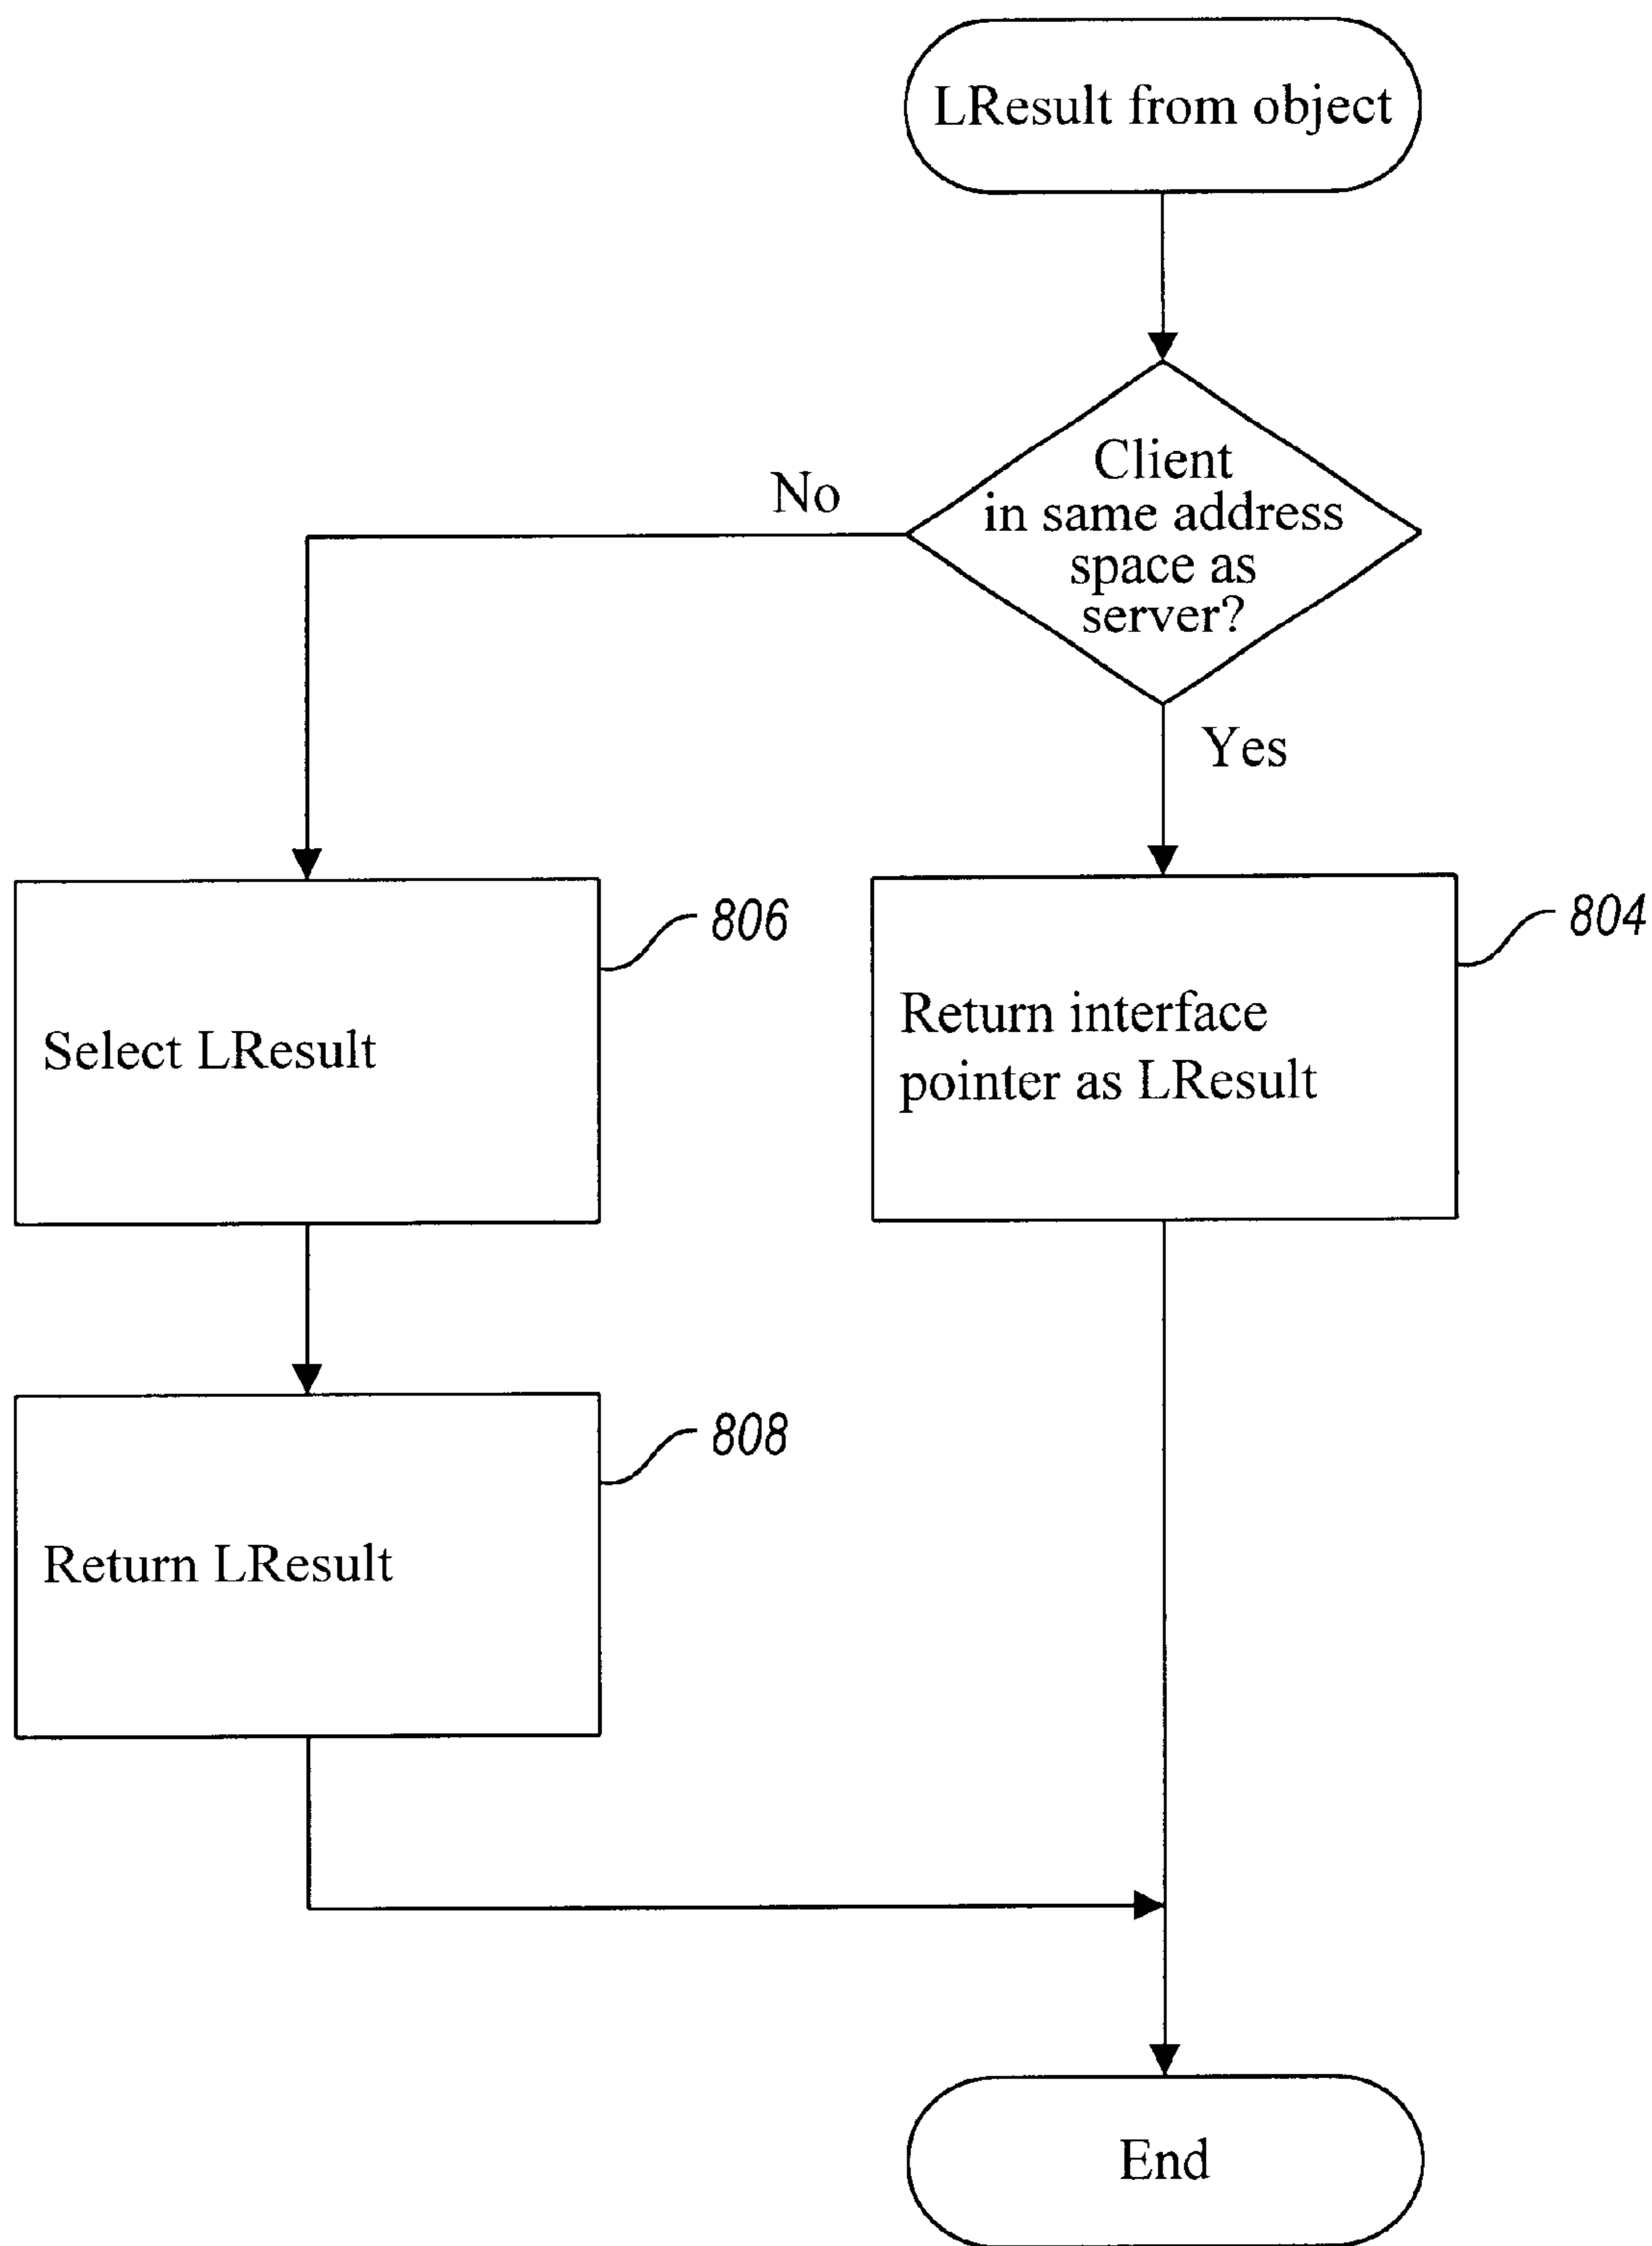 LResult from object
Client
in same address
space as
server?
No
Yes
806
Select LResult
804
Return interface
pointer as LResult
808
Return LResult
End